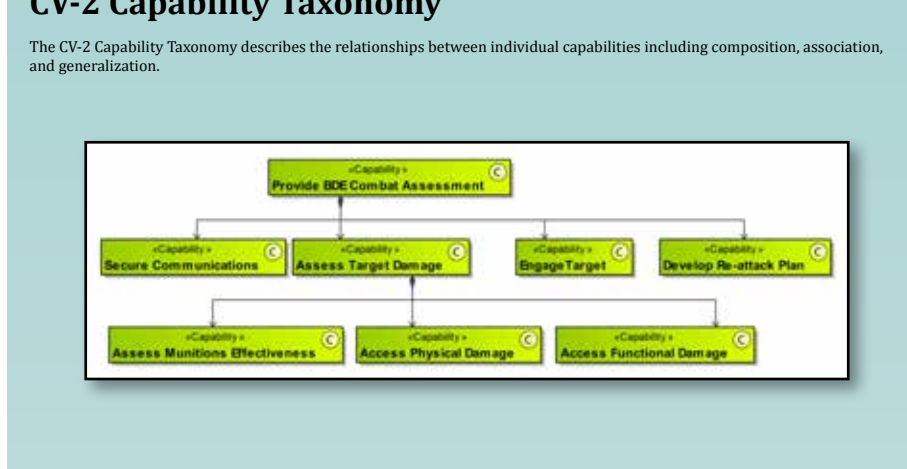 CV-2 Capability Taxonomy
The CV-2 Capability Taxonomy describes the relationships between individual capabilities including composition, association,
and generalization.
«Capability»
C
Provide BDE Combat Assessment
«Capability» C «Capability» C «Capability» C «Capability» C
Secure Communications Assess Target Damage Engage Target Develop Re-attack Plan
«Capability» C «Capability» C «Capability» C
Assess Munitions Effectiveness Access Physical Damage Access Functional Damage